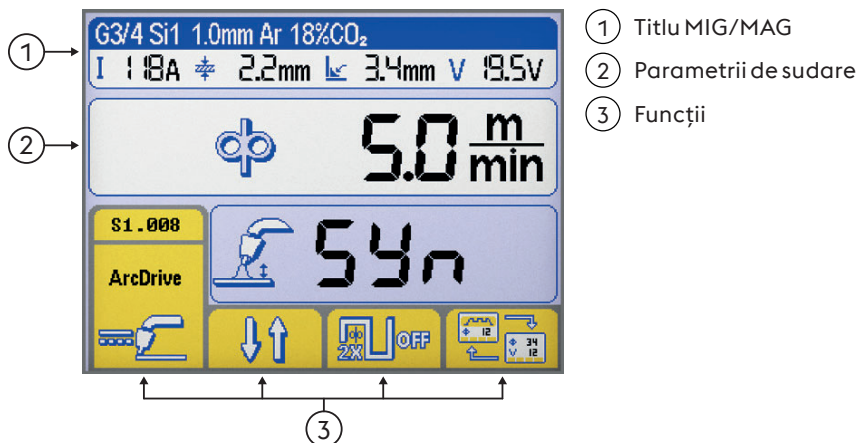 G3/4 Si1 1.0mm Ar 18%CO₂
I 118A 2.2mm 3.4mm V 19.5V
5.0 m/min
S1.008
Syn
ArcDrive
2X OFF
12 34
V 12
1 Titlu MIG/MAG
2 Parametrii de sudare
3 Funcții
1
2
3